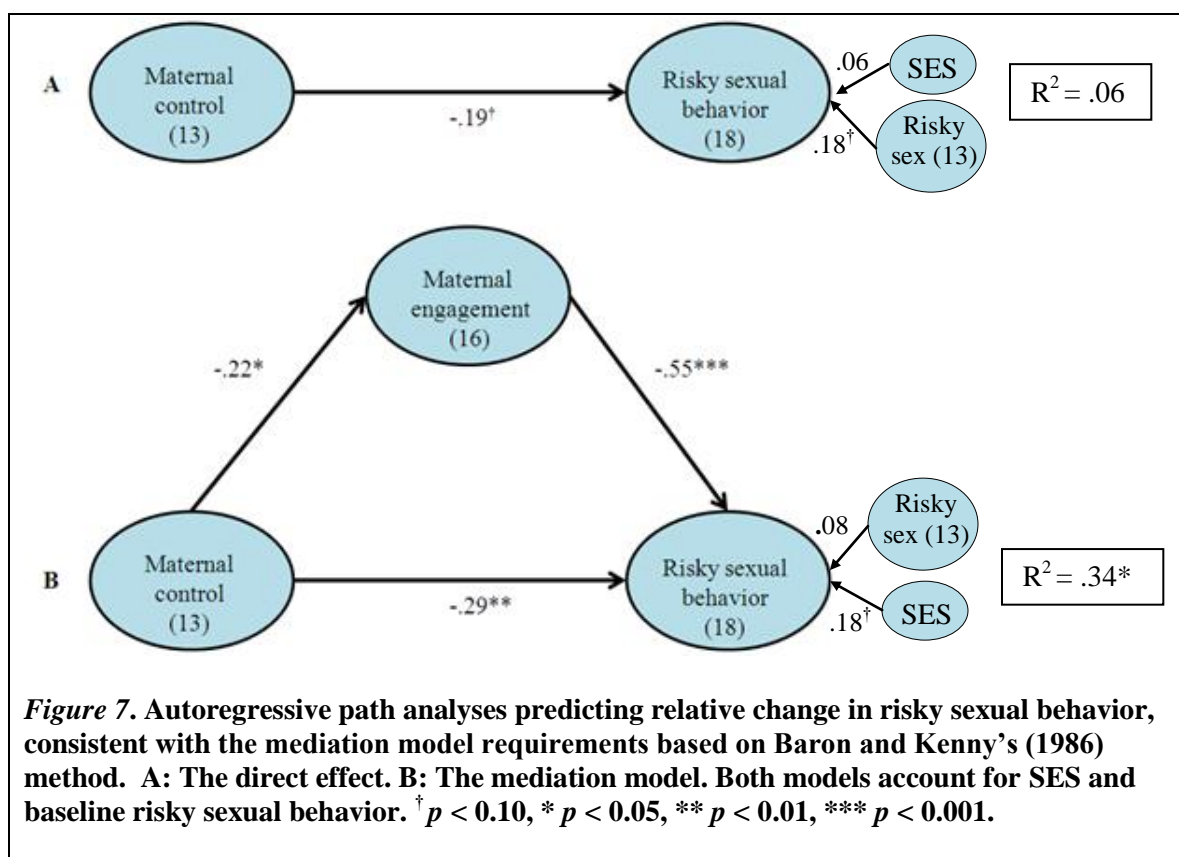 A
Maternal
control
(13)
-.19†
Risky sexual
behavior
(18)
.06
SES
.18†
Risky
sex (13)
R² = .06
Maternal
engagement
(16)
-.22*
-.55***
B
Maternal
control
(13)
-.29**
Risky sexual
behavior
(18)
.08
Risky
sex (13)
.18†
SES
R² = .34*
Figure 7. Autoregressive path analyses predicting relative change in risky sexual behavior,
consistent with the mediation model requirements based on Baron and Kenny’s (1986)
method. A: The direct effect. B: The mediation model. Both models account for SES and
baseline risky sexual behavior. † p < 0.10, * p < 0.05, ** p < 0.01, *** p < 0.001.